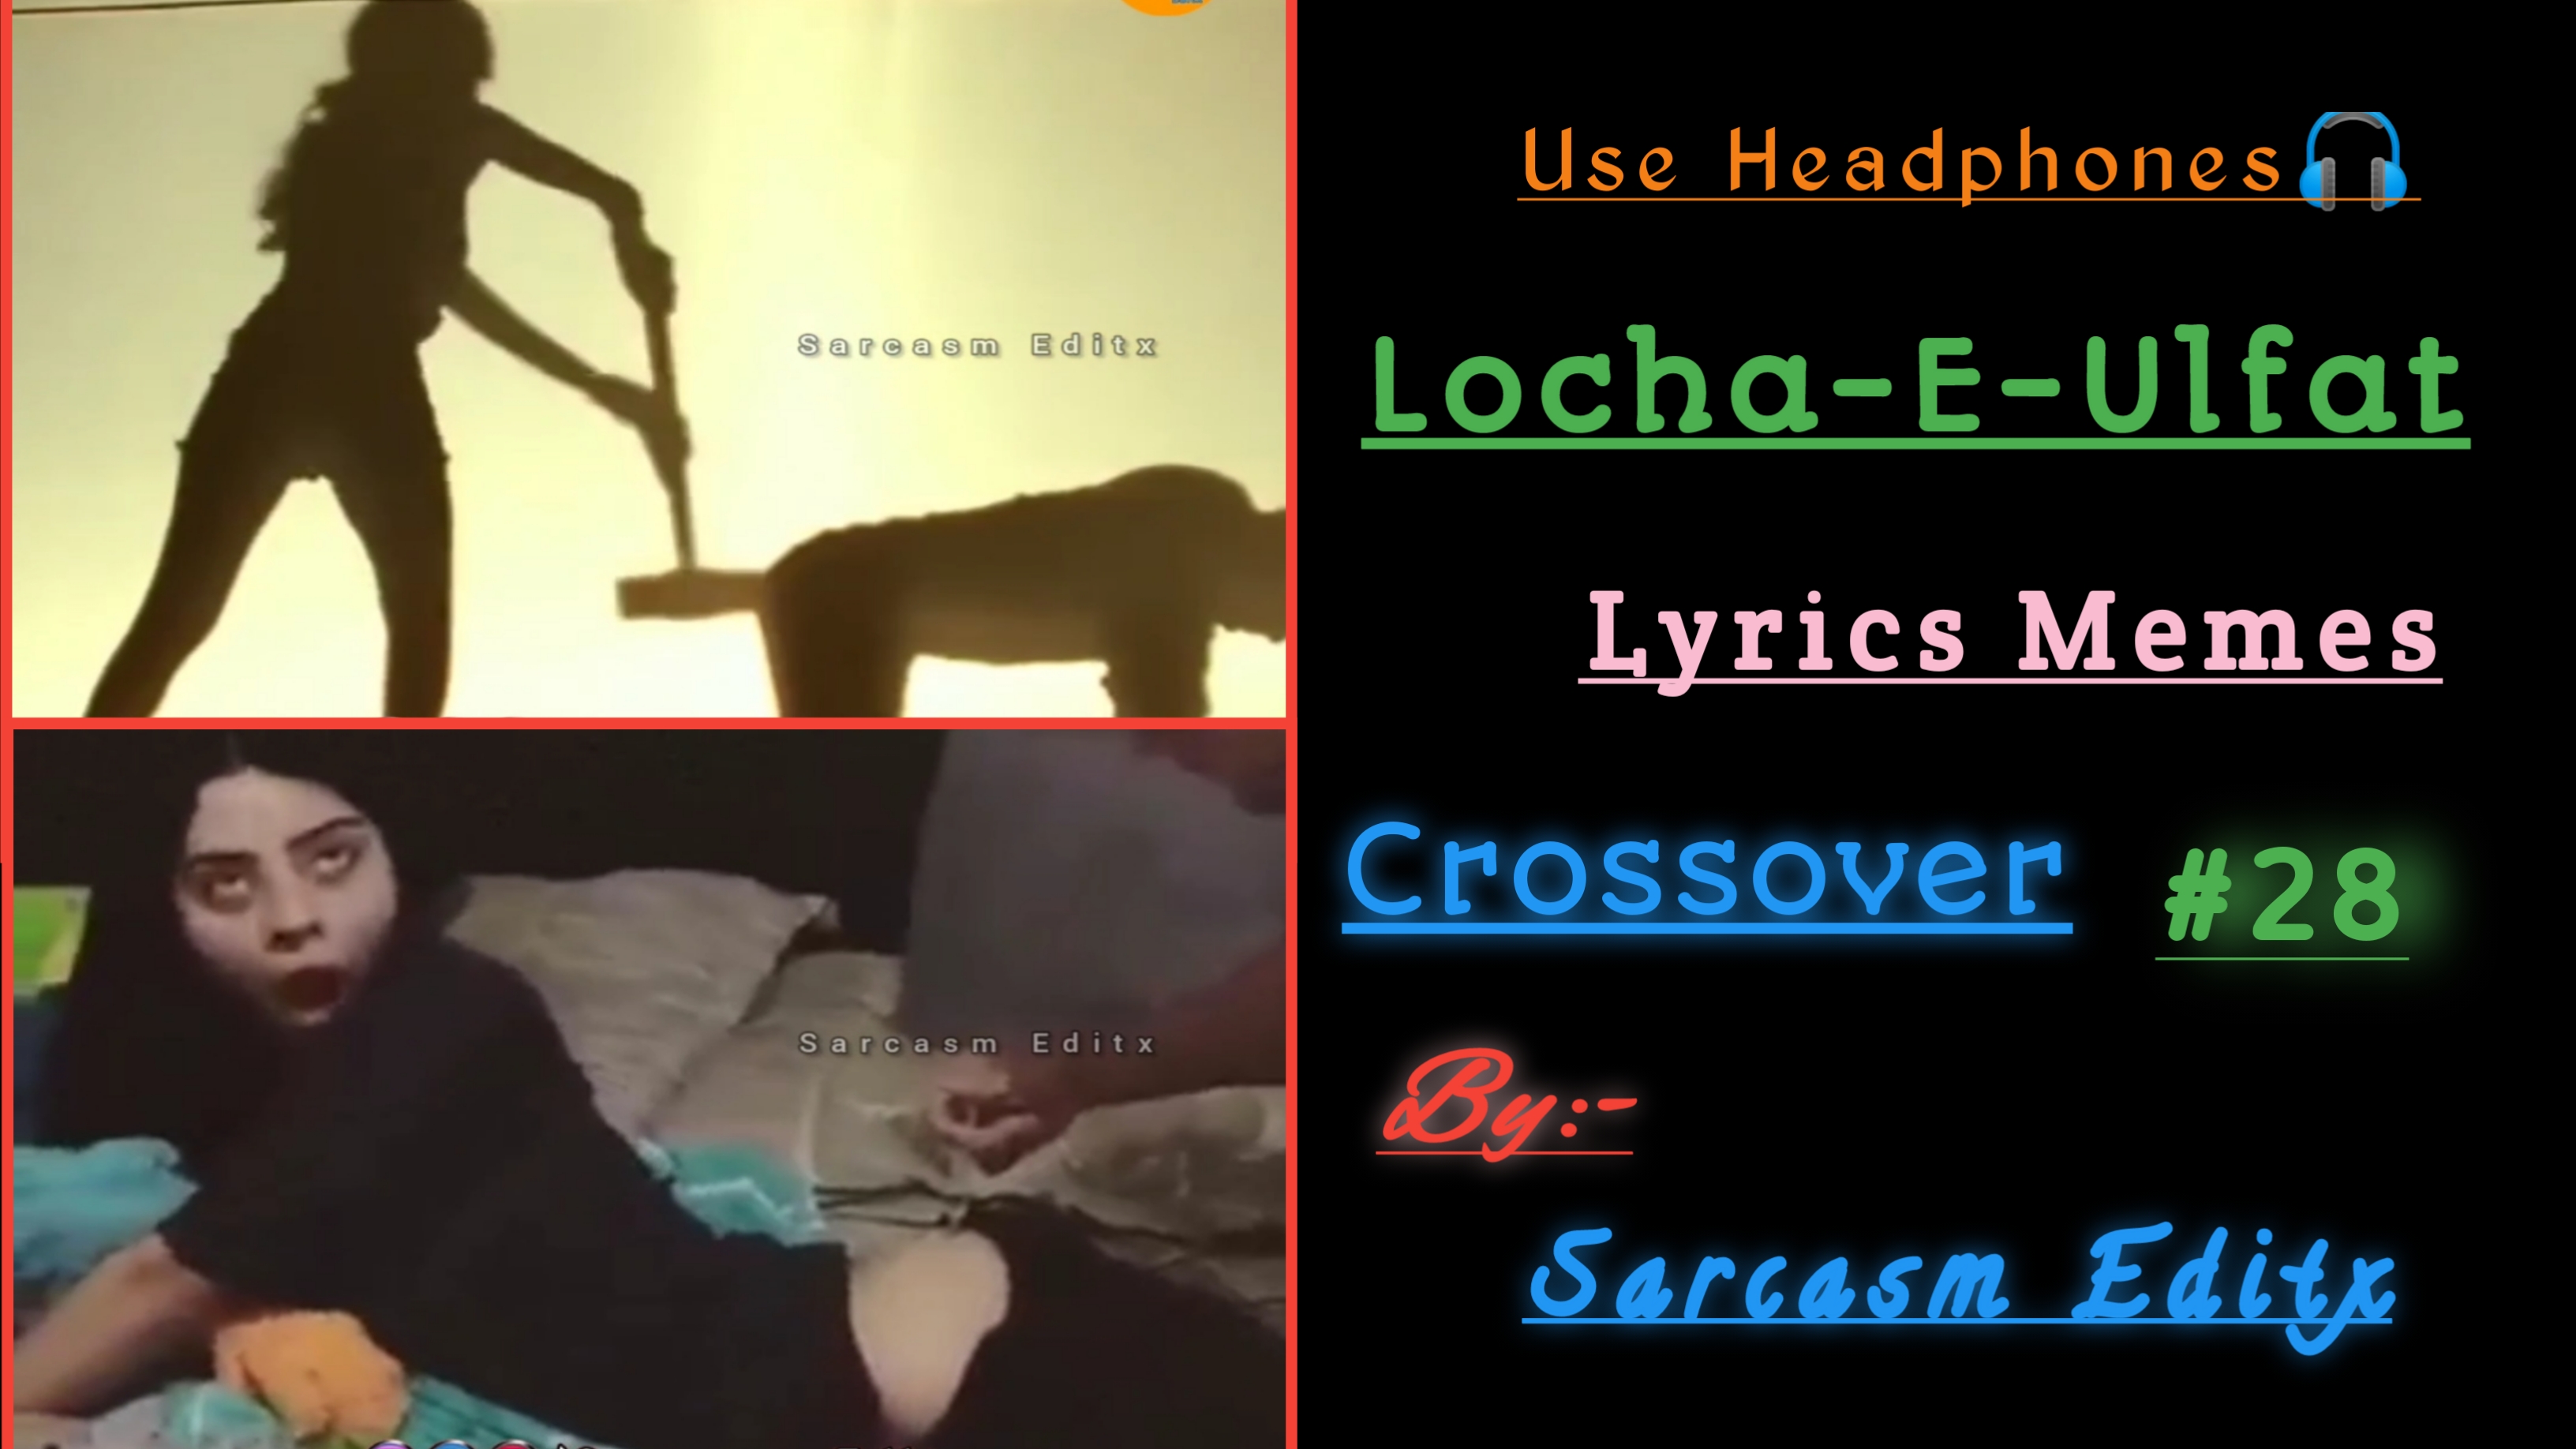 Sarcasm Editx
Sarcasm Editx
Use Headphones
Locha-E-Ulfat
Lyrics Memes
Crossover #28
By:-
Sarcasm Editx